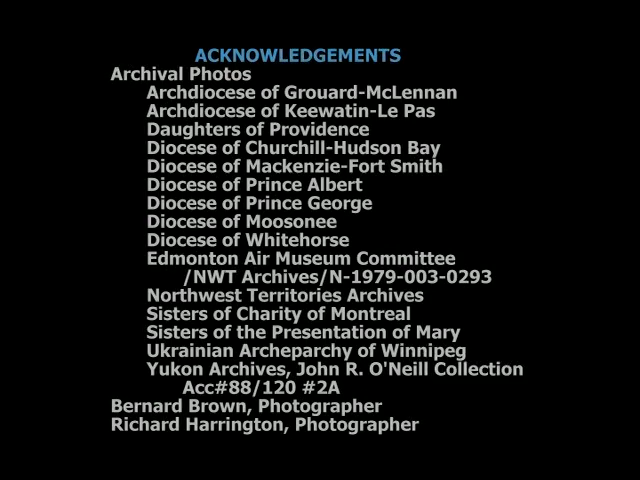 ACKNOWLEDGEMENTS
Archival Photos
Archdiocese of Grouard-McLennan
Archdiocese of Keewatin-Le Pas
Daughters of Providence
Diocese of Churchill-Hudson Bay
Diocese of Mackenzie-Fort Smith
Diocese of Prince Albert
Diocese of Prince George
Diocese of Moosonee
Diocese of Whitehorse
Edmonton Air Museum Committee
/NWT Archives/N-1979-003-0293
Northwest Territories Archives
Sisters of Charity of Montreal
Sisters of the Presentation of Mary
Ukrainian Archeparchy of Winnipeg
Yukon Archives, John R. O'Neill Collection
Acc#88/120 #2A
Bernard Brown, Photographer
Richard Harrington, Photographer